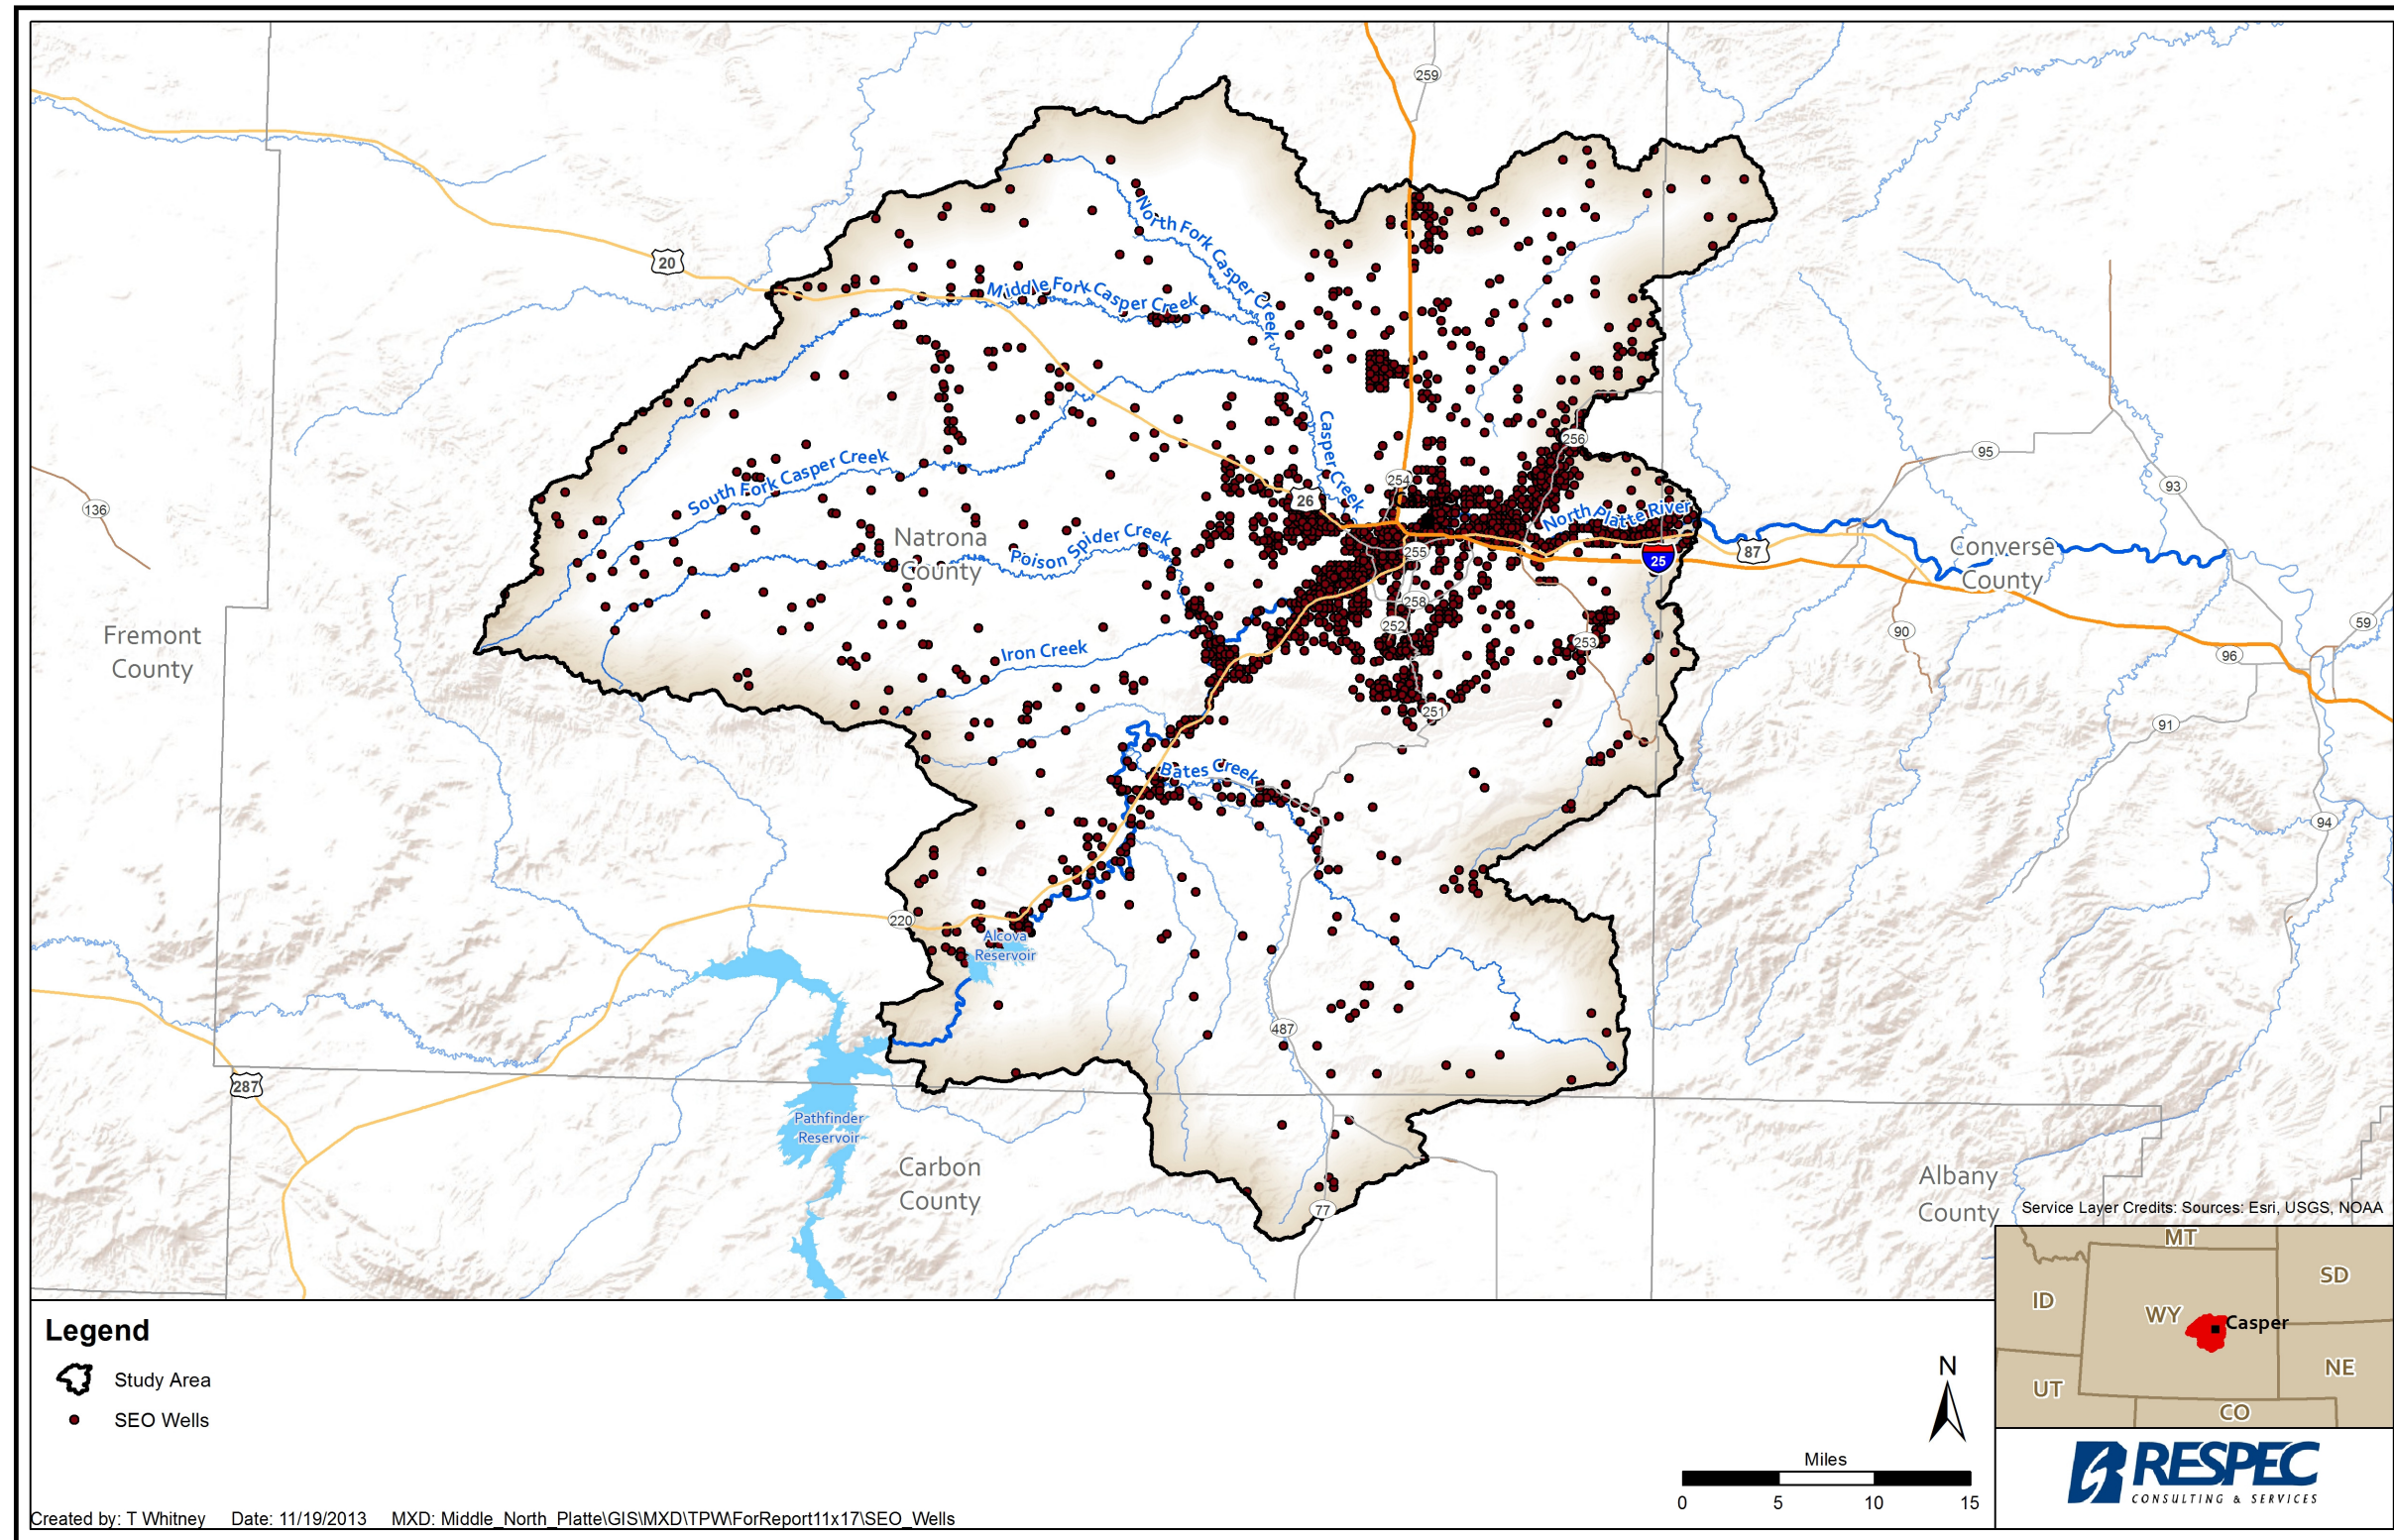 259
20
North Fork Casper Creek
Middle Fork Casper Creek
256
95
Casper Creek
South Fork Casper Creek
254
93
26
136
North Platte River
Natrona
County
Poison Spider Creek
255
25
87
Converse
County
258
252
253
90
59
Fremont
County
Iron Creek
96
251
91
Bates Creek
94
220
Alcova
Reservoir
487
287
Pathfinder
Reservoir
Carbon
County
Albany
County
77
Service Layer Credits: Sources: Esri, USGS, NOAA
MT
SD
ID
WY
Casper
NE
UT
CO
Legend
Study Area
SEO Wells
N
Miles
0 5 10 15
RESPEC
CONSULTING & SERVICES
Created by: T Whitney Date: 11/19/2013 MXD: Middle_North_Platte\GIS\MXD\TPW\ForReport11x17\SEO_Wells